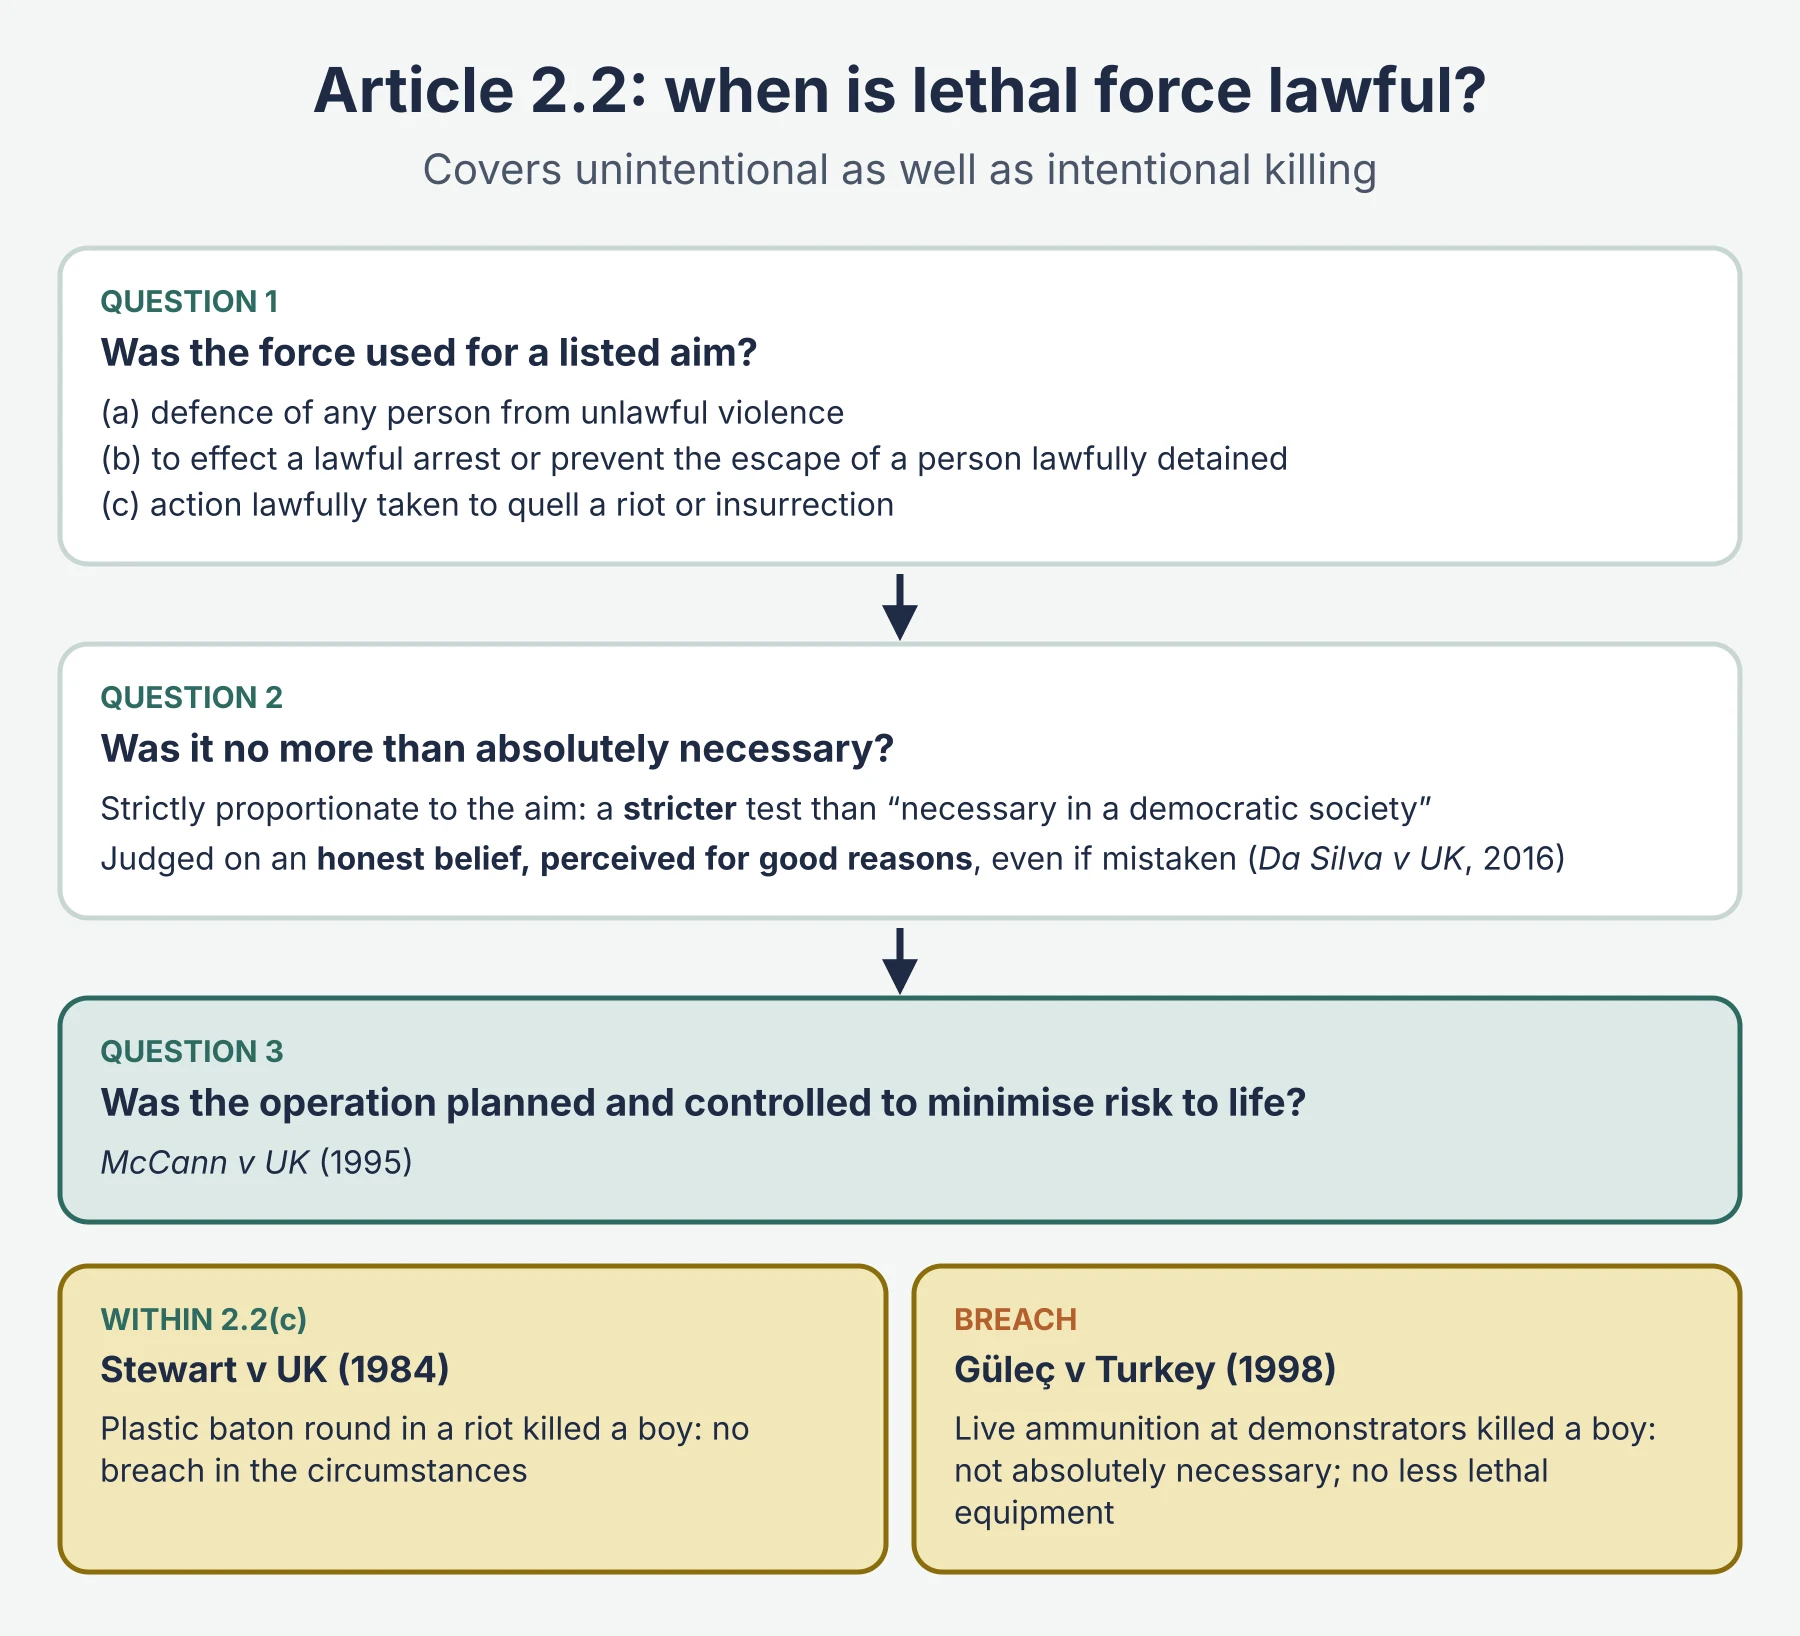 Article 2.2: when is lethal force lawful?
Covers unintentional as well as intentional killing
QUESTION 1
Was the force used for a listed aim?
(a) defence of any person from unlawful violence
(b) to effect a lawful arrest or prevent the escape of a person lawfully detained
(c) action lawfully taken to quell a riot or insurrection
QUESTION 2
Was it no more than absolutely necessary?
Strictly proportionate to the aim: a stricter test than “necessary in a democratic society”
Judged on an honest belief, perceived for good reasons, even if mistaken (Da Silva v UK, 2016)
QUESTION 3
Was the operation planned and controlled to minimise risk to life?
McCann v UK (1995)
WITHIN 2.2(c)
Stewart v UK (1984)
Plastic baton round in a riot killed a boy: no
breach in the circumstances
BREACH
Güleç v Turkey (1998)
Live ammunition at demonstrators killed a boy:
not absolutely necessary; no less lethal
equipment